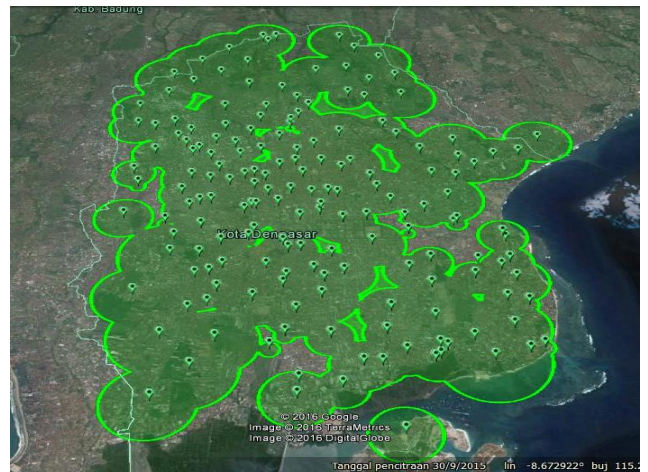 Kab. Badung
Kota Denpasar
© 2016 Google
Image © 2016 TerraMetrics
Image © 2016 DigitalGlobe
Tanggal pencitraan 30/9/2015 lin -8.672922° buj 115.2